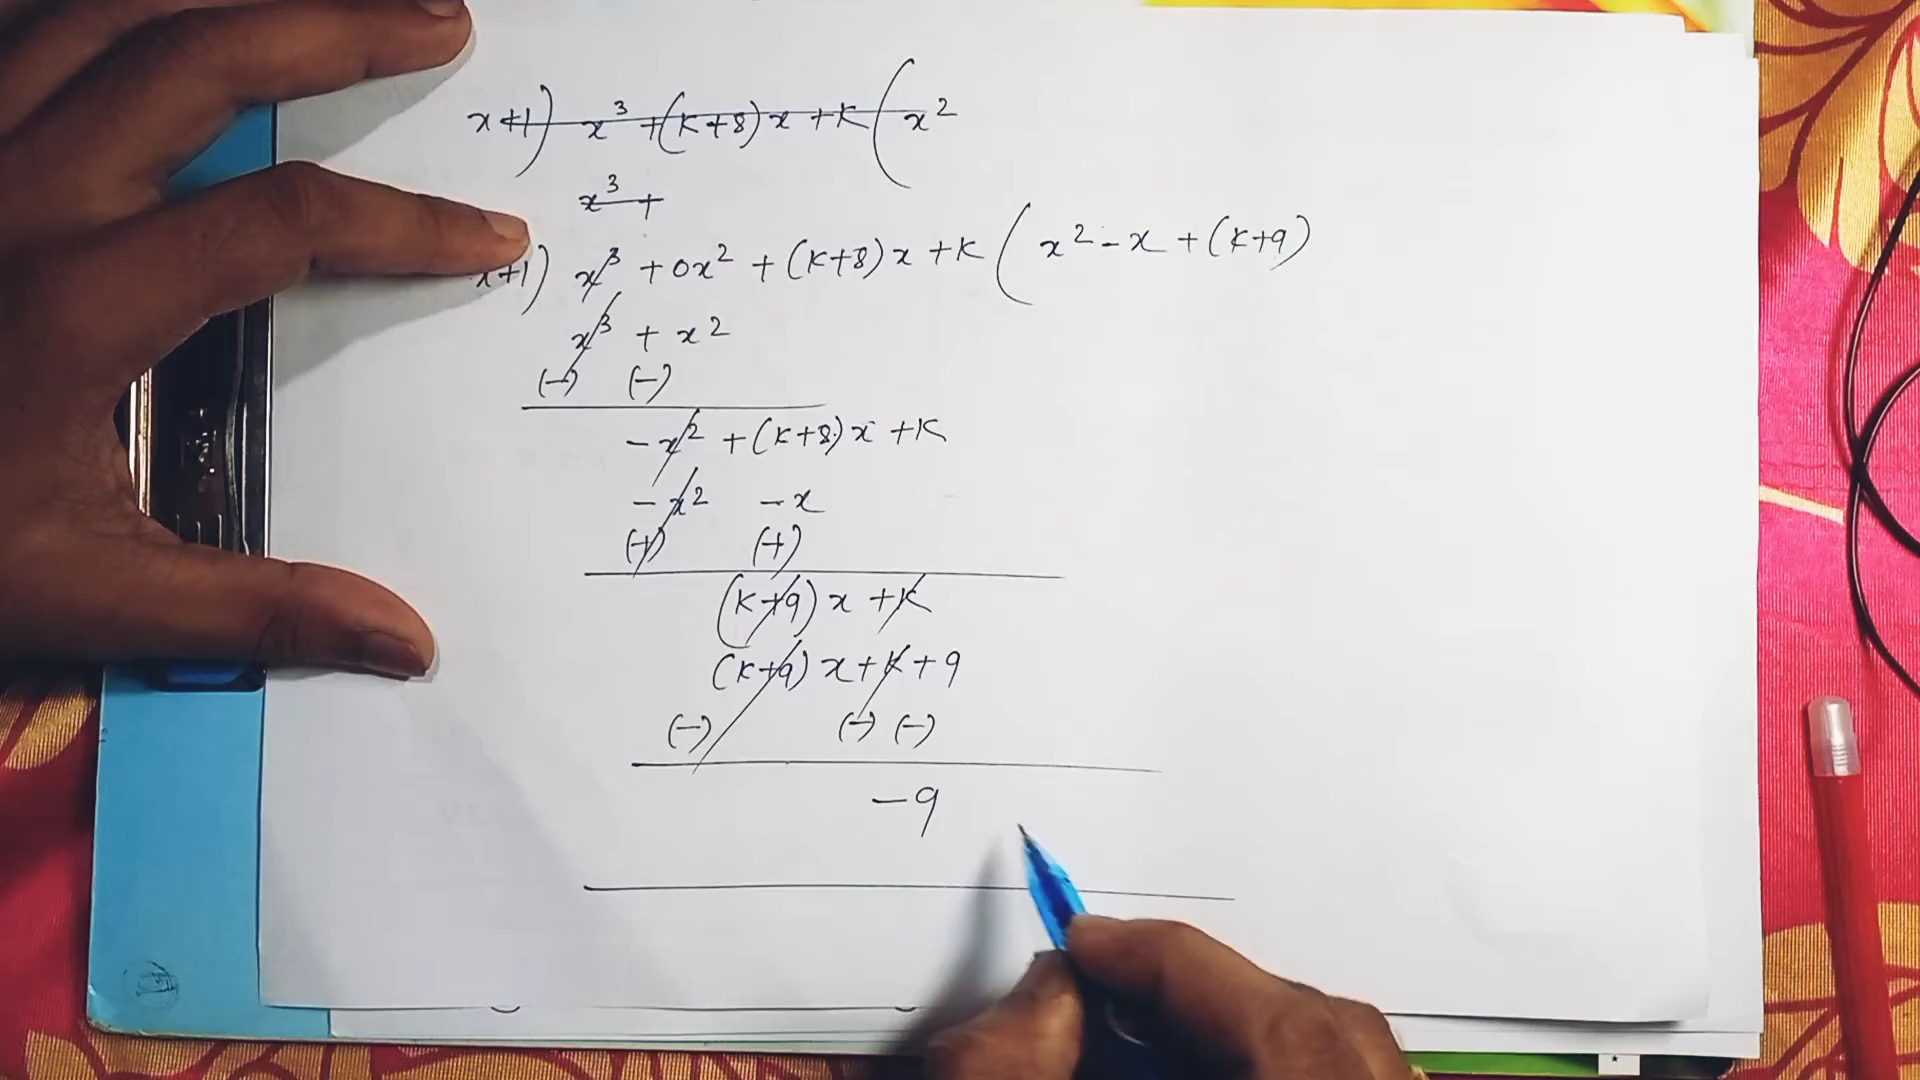 x+1) x³ + (k+8)x + k ( x²
x³ +
x+1) x³ + 0x² + (k+8)x + k ( x² - x + (k+9)
x³ + x²
(-) (-)
-x² + (k+8)x + k
-x² -x
(+) (+)
(k+9)x + k
(k+9)x + k + 9
(-) (-) (-)
-9